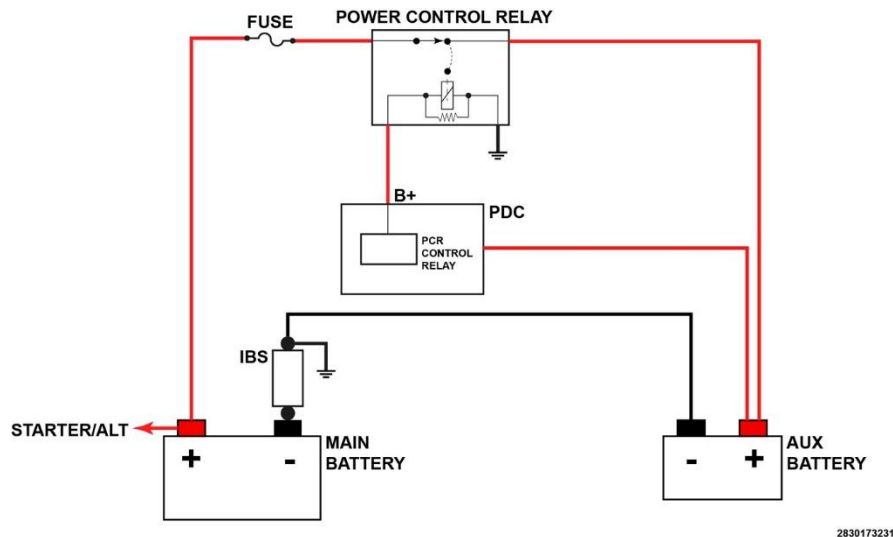 POWER CONTROL RELAY
FUSE
B+
PDC
PCR
CONTROL
RELAY
IBS
STARTER/ALT
+
-
MAIN
BATTERY
-
+
AUX
BATTERY
2830173231